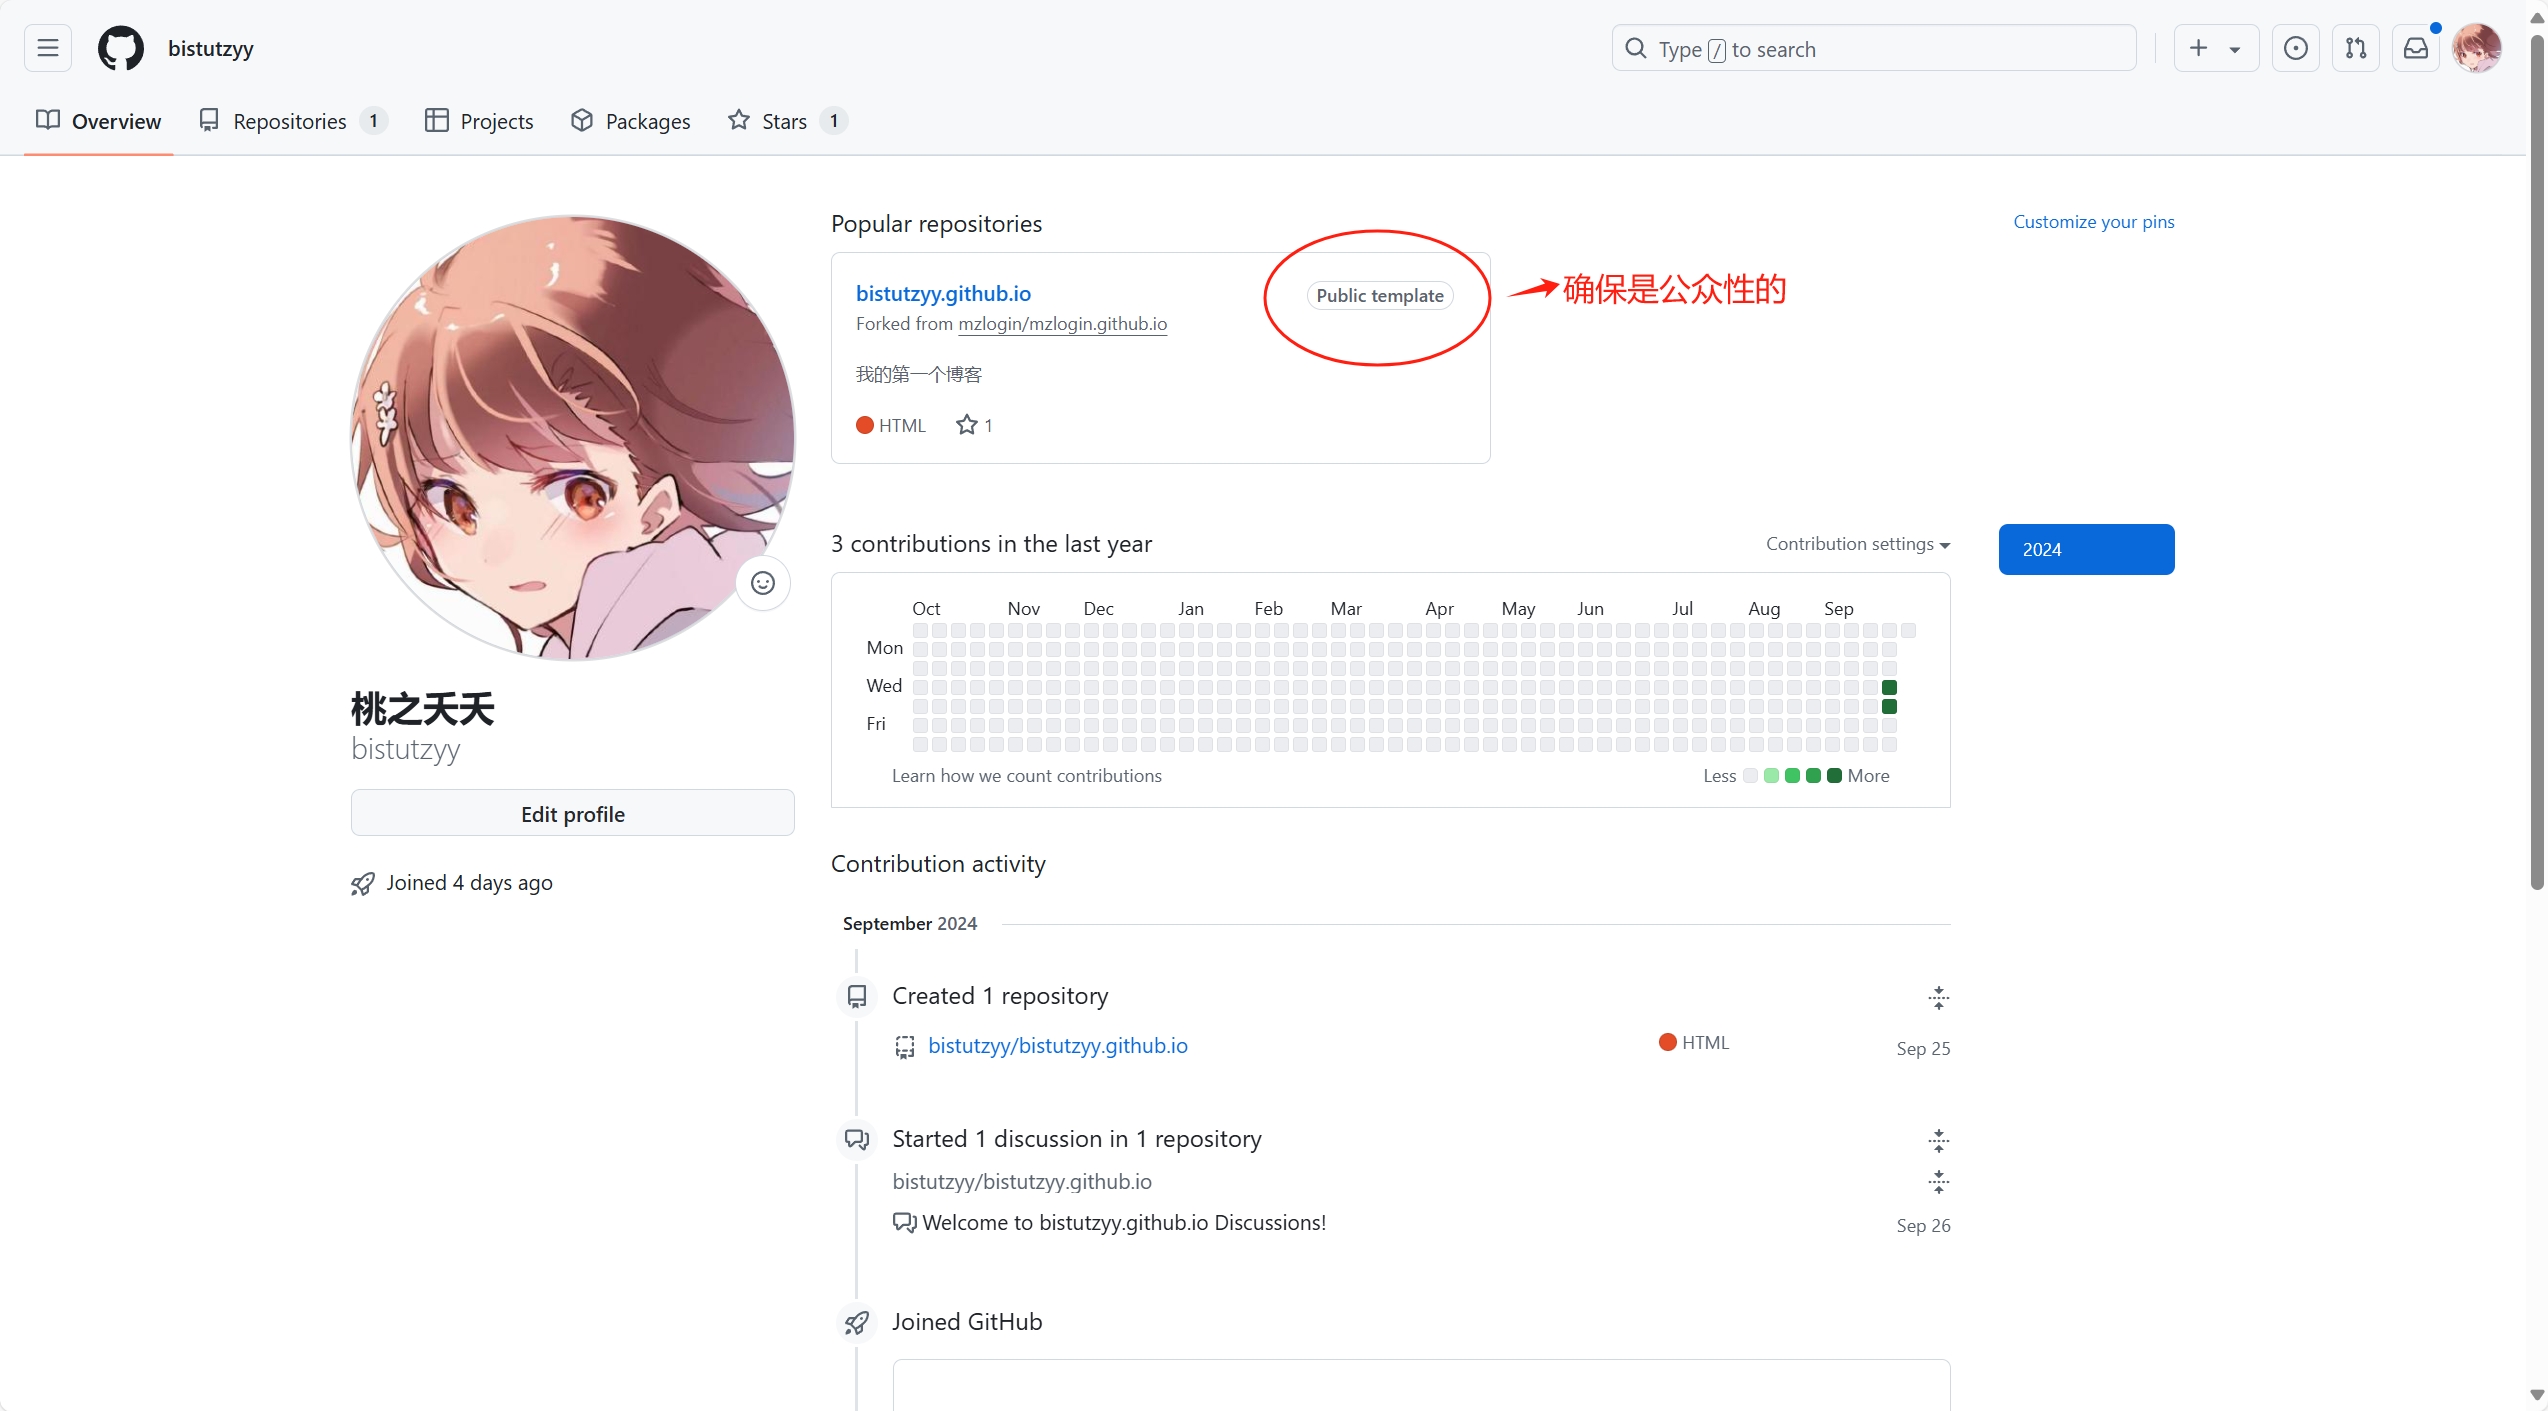 bistutzyy
Type / to search
Overview
Repositories 1
Projects
Packages
Stars 1
Popular repositories
Customize your pins
bistutzyy.github.io
Public template
确保是公众性的
Forked from mzlogin/mzlogin.github.io
我的第一个博客
HTML
1
3 contributions in the last year
Contribution settings
2024
Oct Nov Dec Jan Feb Mar Apr May Jun Jul Aug Sep
Mon
Wed
Fri
Learn how we count contributions
Less More
桃之夭夭
bistutzyy
Edit profile
Joined 4 days ago
Contribution activity
September 2024
Created 1 repository
bistutzyy/bistutzyy.github.io
HTML
Sep 25
Started 1 discussion in 1 repository
bistutzyy/bistutzyy.github.io
Welcome to bistutzyy.github.io Discussions!
Sep 26
Joined GitHub